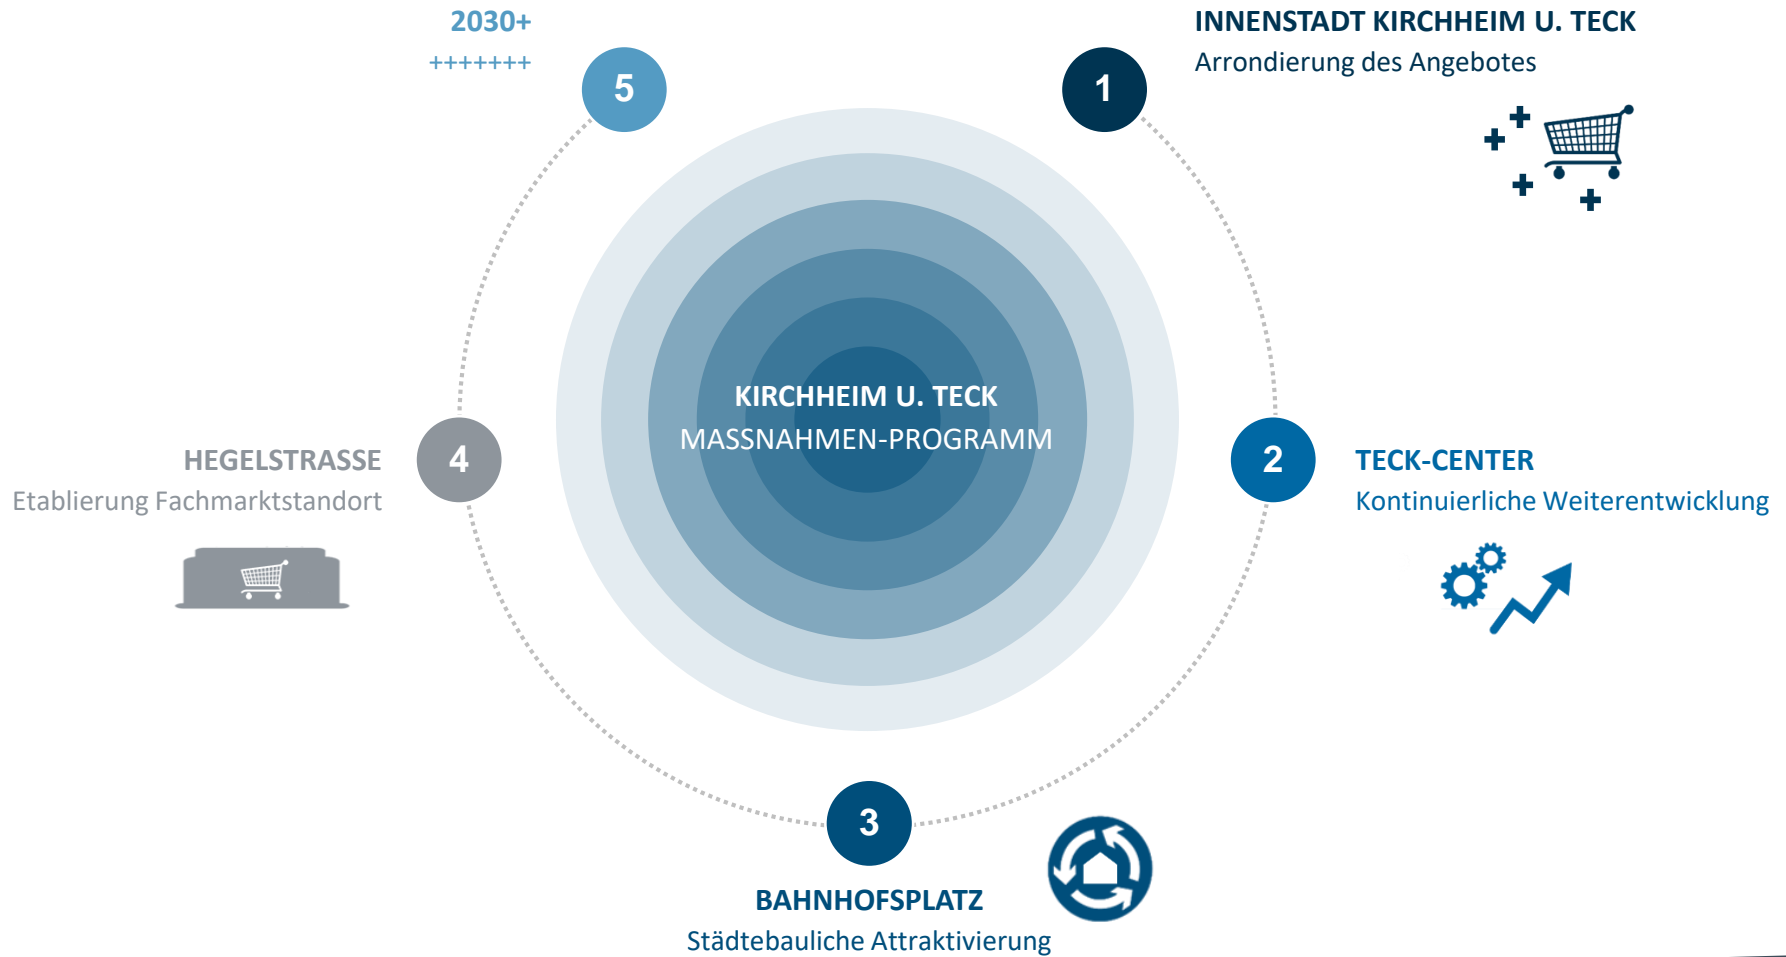 2030+
+++++++
5
INNENSTADT KIRCHHEIM U. TECK
Arrondierung des Angebotes
1
KIRCHHEIM U. TECK
MASSNAHMEN-PROGRAMM
HEGELSTRASSE
Etablierung Fachmarktstandort
4
2
TECK-CENTER
Kontinuierliche Weiterentwicklung
3
BAHNHOFSPLATZ
Städtebauliche Attraktivierung